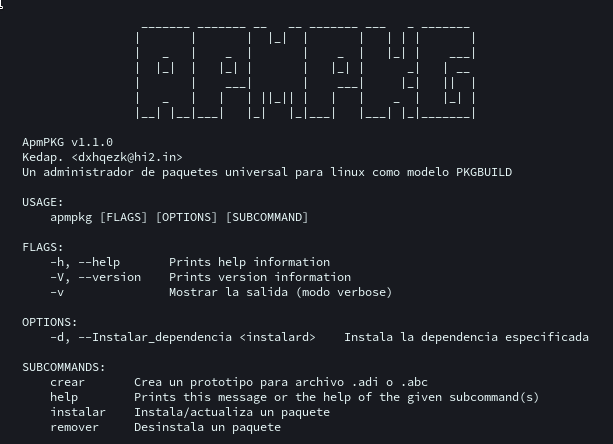 APMPKG
ApmPKG v1.1.0
Kedap. <dxhqezk@hi2.in>
Un administrador de paquetes universal para linux como modelo PKGBUILD
USAGE:
apmpkg [FLAGS] [OPTIONS] [SUBCOMMAND]
FLAGS:
-h, --help Prints help information
-V, --version Prints version information
-v Mostrar la salida (modo verbose)
OPTIONS:
-d, --Instalar_dependencia <instalard> Instala la dependencia especificada
SUBCOMMANDS:
crear Crea un prototipo para archivo .adi o .abc
help Prints this message or the help of the given subcommand(s)
instalar Instala/actualiza un paquete
remover Desinstala un paquete